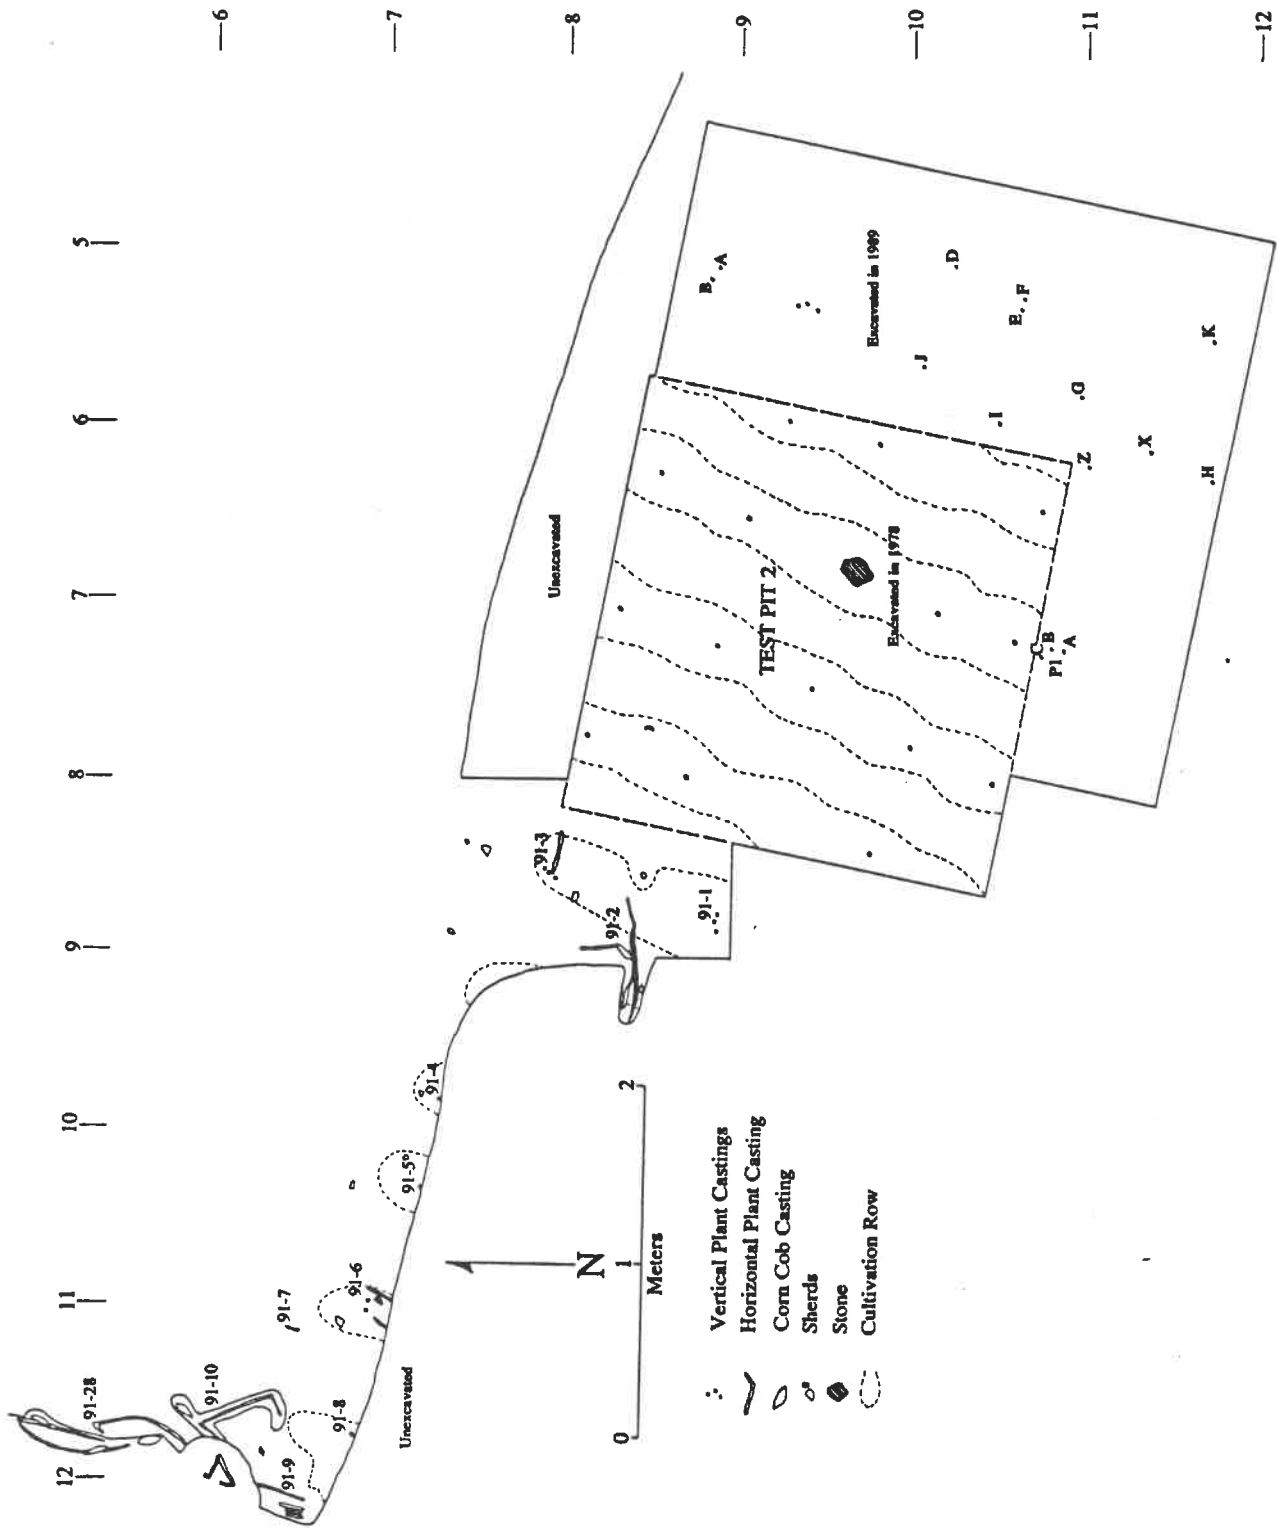 —6
—7
—8
—9
—10
—11
—12
5
6
7
8
9
10
11
12
Unexcavated
B
A
Excavated in 1989
D
E
F
J
K
G
I
X
Z
H
TEST PIT 2
Excavated in 1978
C
B
P1
A
91-3
91-2
91-1
91-4
91-5
91-6
91-7
91-8
91-9
91-10
91-28
Unexcavated
N
0
1
2
Meters
Vertical Plant Castings
Horizontal Plant Casting
Corn Cob Casting
Sherds
Stone
Cultivation Row